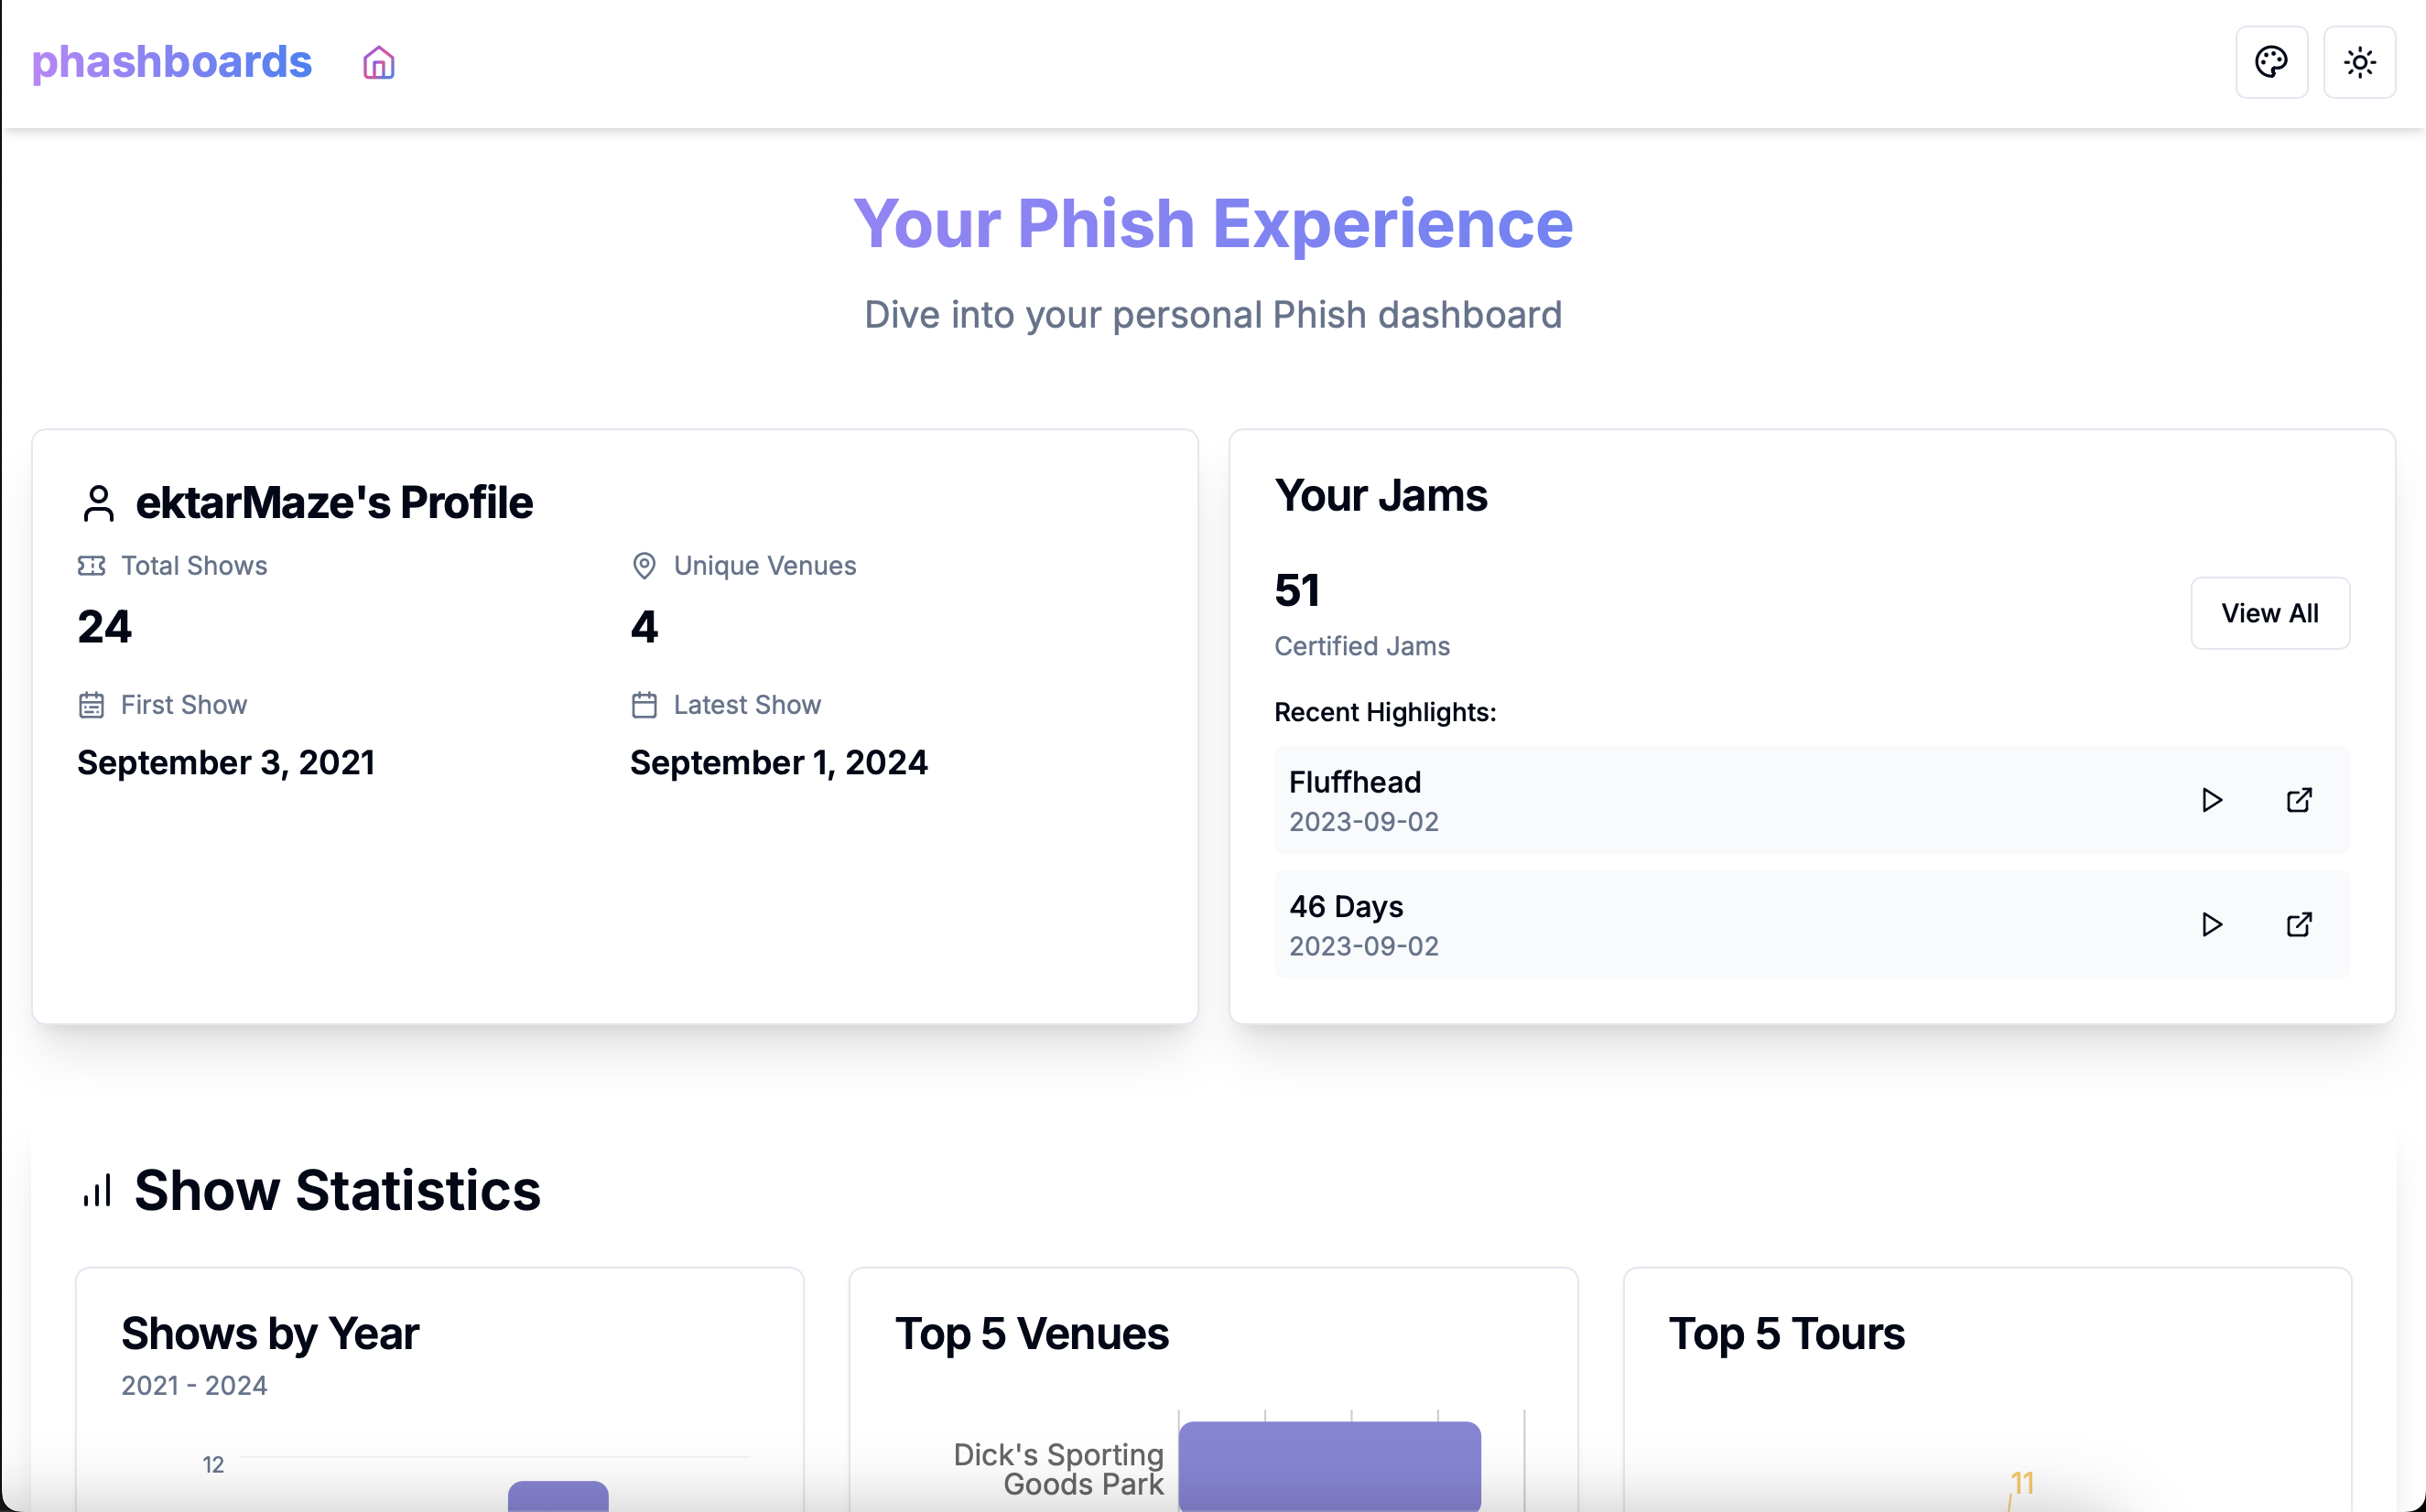 phashboards
Your Phish Experience
Dive into your personal Phish dashboard
ektarMaze's Profile
Total Shows
24
Unique Venues
4
First Show
September 3, 2021
Latest Show
September 1, 2024
Your Jams
51
Certified Jams
View All
Recent Highlights:
Fluffhead
2023-09-02
46 Days
2023-09-02
Show Statistics
Shows by Year
2021 - 2024
12
Top 5 Venues
Dick's Sporting
Goods Park
Top 5 Tours
11